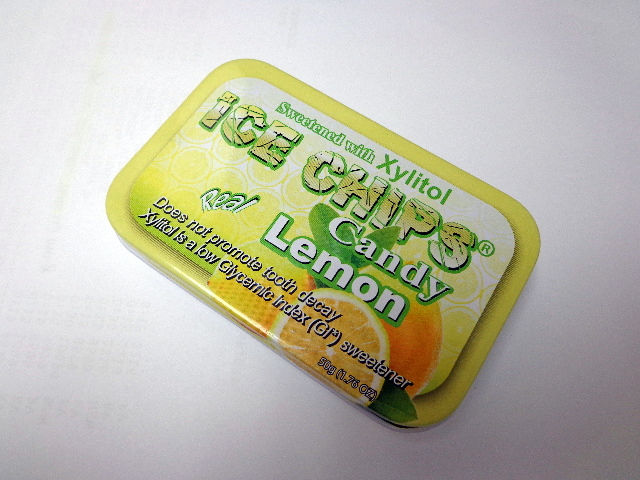 Sweetened with Xylitol
ICE CHIPS®
Candy
Real Lemon
Does not promote tooth decay
Xylitol is a low Glycemic Index (GI*) sweetener
50g (1.76 OZ)